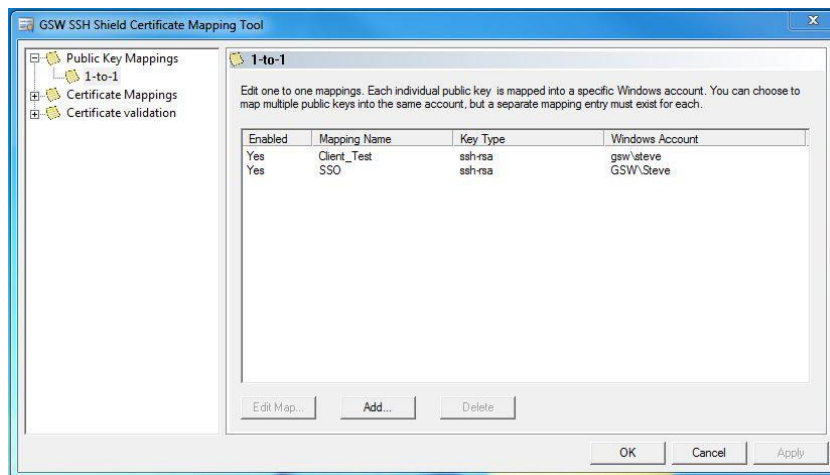 GSW SSH Shield Certificate Mapping Tool
X
Public Key Mappings
1-to-1
Certificate Mappings
Certificate validation
1-to-1
Edit one to one mappings. Each individual public key is mapped into a specific Windows account. You can choose to
map multiple public keys into the same account, but a separate mapping entry must exist for each.
Enabled Mapping Name Key Type Windows Account
Yes Client_Test ssh-rsa gsw\steve
Yes SSO ssh-rsa GSW\Steve
Edit Map... Add... Delete
OK Cancel Apply